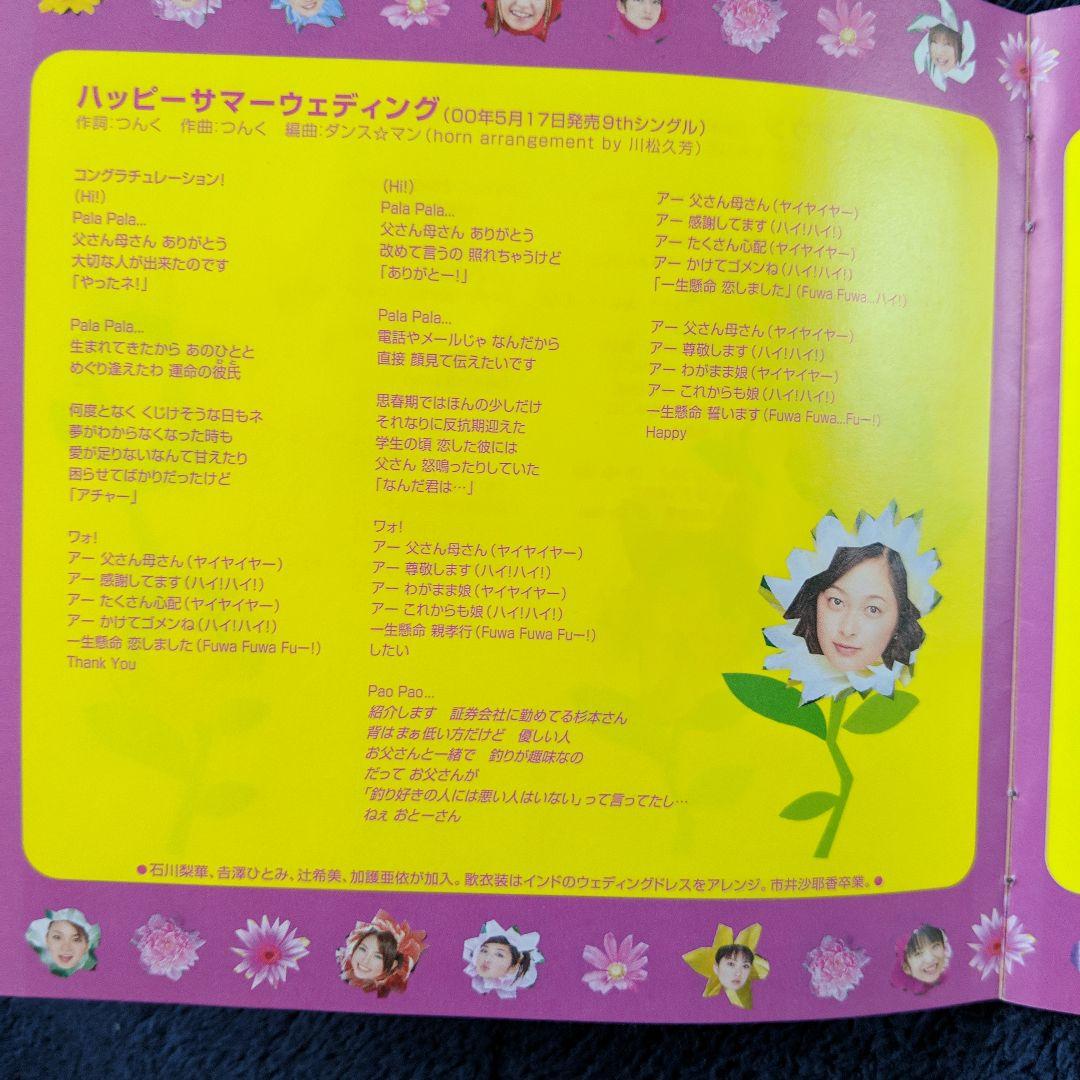 ハッピーサマーウェディング(00年5月17日発売9thシングル)
作詞:つんく 作曲:つんく 編曲:ダンス☆マン(horn arrangement by 川松久芳)
コングラチュレーション!
(Hi!)
Pala Pala...
父さん母さん ありがとう
大切な人が出来たのです
「やったネ!」
Pala Pala...
生まれてきたから あのひとと
めぐり逢えたわ 運命の彼氏
ひと
何度となく くじけそうな日もネ
夢がわからなくなった時も
愛が足りないなんて甘えたり
困らせてばかりだったけど
「アチャー」
ワォ!
アー 父さん母さん(ヤイヤイヤー)
アー 感謝してます(ハイ!ハイ!)
アー たくさん心配(ヤイヤイヤー)
アー かけてゴメンね(ハイ!ハイ!)
一生懸命 恋しました(Fuwa Fuwa Fuー!)
Thank You
(Hi!)
Pala Pala...
父さん母さん ありがとう
改めて言うの 照れちゃうけど
「ありがとー!」
Pala Pala...
電話やメールじゃ なんだから
直接 顔見て伝えたいです
思春期ではほんの少しだけ
それなりに反抗期迎えた
学生の頃 恋した彼には
父さん 怒鳴ったりしていた
「なんだ君は…」
ワォ!
アー 父さん母さん(ヤイヤイヤー)
アー 尊敬します(ハイ!ハイ!)
アー わがまま娘(ヤイヤイヤー)
アー これからも娘(ハイ!ハイ!)
一生懸命 親孝行(Fuwa Fuwa Fuー!)
したい
Pao Pao...
紹介します 証券会社に勤めてる杉本さん
背はまぁ低い方だけど 優しい人
お父さんと一緒で 釣りが趣味なの
だって お父さんが
「釣り好きの人には悪い人はいない」って言ってたし…
ねぇ おとーさん
アー 父さん母さん(ヤイヤイヤー)
アー 感謝してます(ハイ!ハイ!)
アー たくさん心配(ヤイヤイヤー)
アー かけてゴメンね(ハイ!ハイ!)
「一生懸命 恋しました」(Fuwa Fuwa...ハイ!)
アー 父さん母さん(ヤイヤイヤー)
アー 尊敬します(ハイ!ハイ!)
アー わがまま娘(ヤイヤイヤー)
アー これからも娘(ハイ!ハイ!)
一生懸命 誓います(Fuwa Fuwa...Fuー!)
Happy
●石川梨華、吉澤ひとみ、辻希美、加護亜依が加入。歌衣装はインドのウェディングドレスをアレンジ。市井沙耶香卒業。●